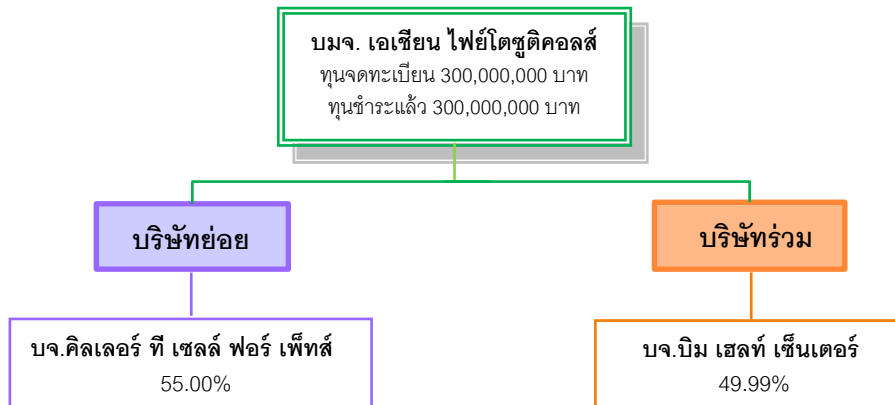 บมจ. เอเชียน ไฟย์โตซูติคอลส์
ทุนจดทะเบียน 300,000,000 บาท
ทุนชำระแล้ว 300,000,000 บาท
บริษัทย่อย
บริษัทร่วม
บจ.คิลเลอร์ ที เซลล์ ฟอร์ เพ็ทส์
55.00%
บจ.บิม เฮลท์ เซ็นเตอร์
49.99%